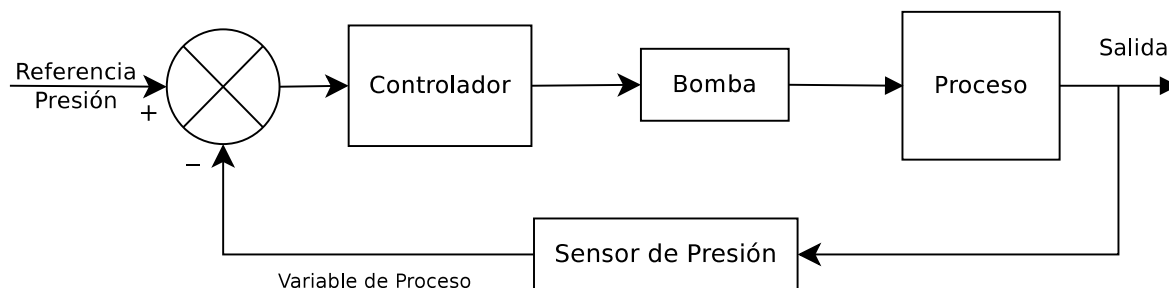 Referencia
Presión
+
−
Controlador
Bomba
Proceso
Salida
Sensor de Presión
Variable de Proceso